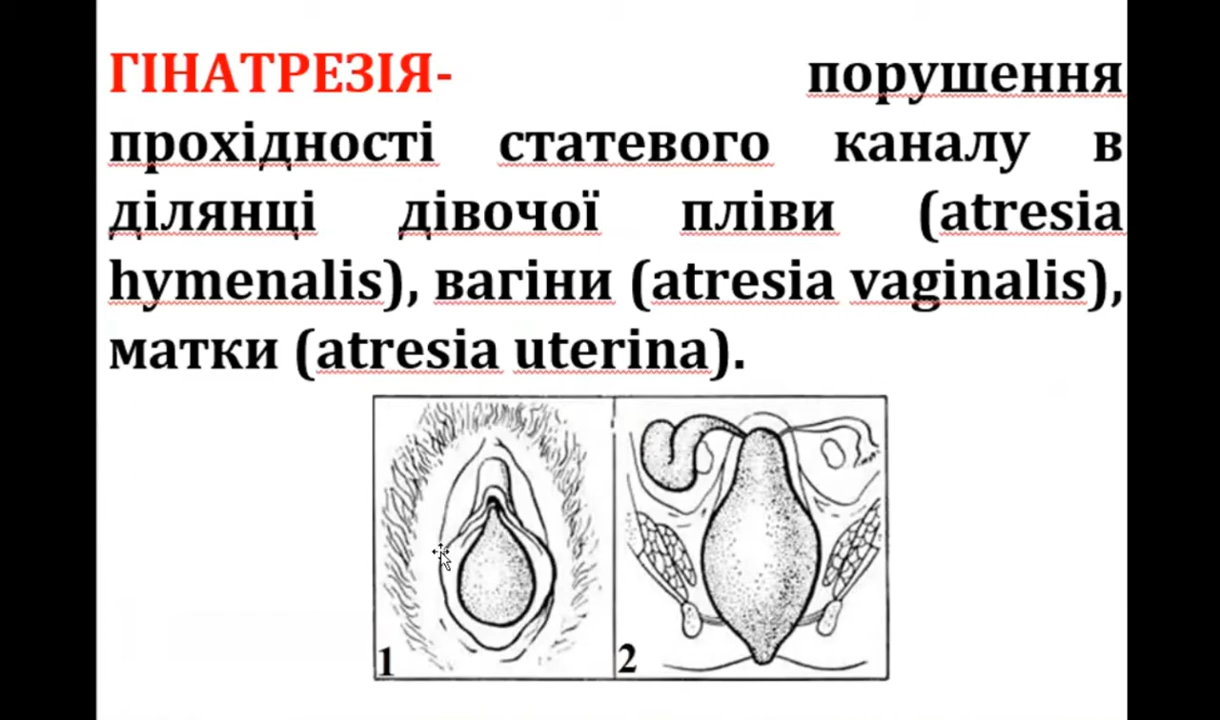 ГІНАТРЕЗІЯ- порушення
прохідності статевого каналу в
ділянці дівочої пліви (atresia
hymenalis), вагіни (atresia vaginalis),
матки (atresia uterina).
1 2